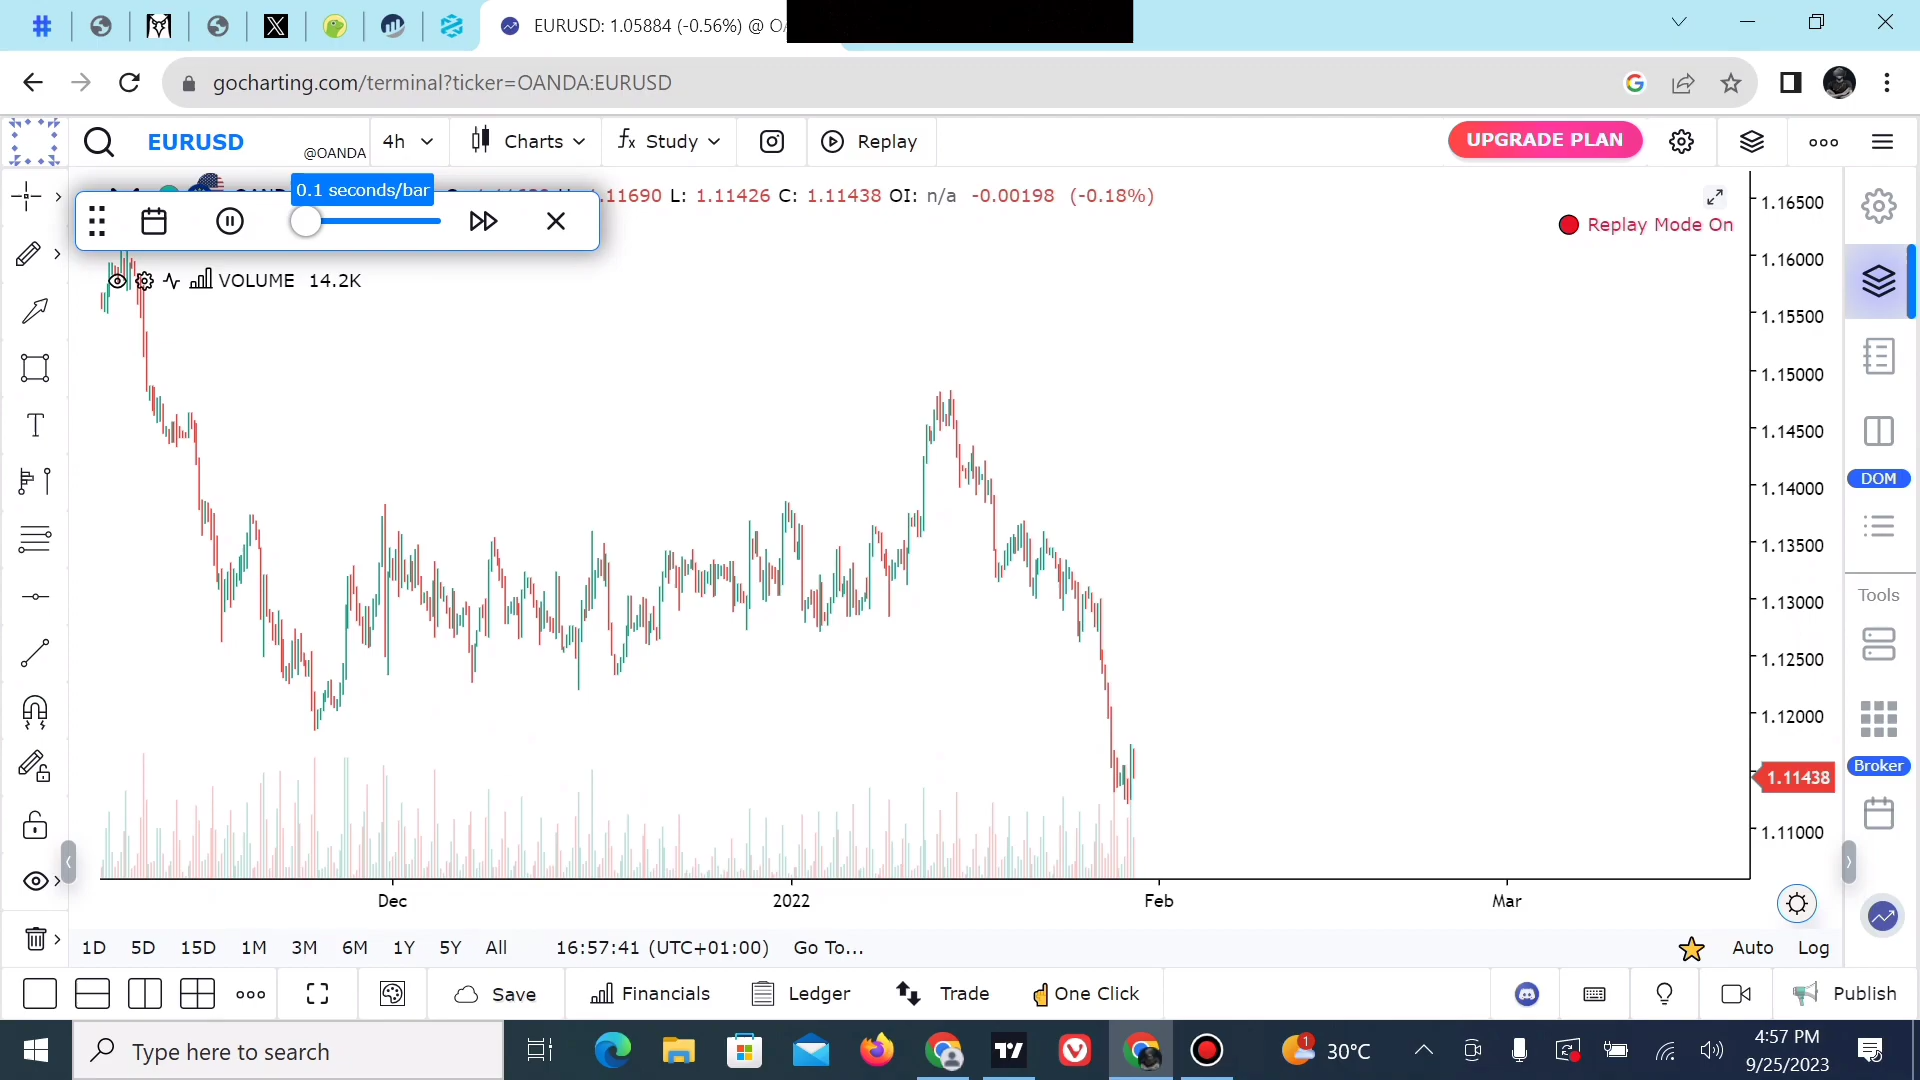 EURUSD: 1.05884 (-0.56%) @ OA
gocharting.com/terminal?ticker=OANDA:EURUSD
EURUSD @OANDA 4h Charts fx Study Replay UPGRADE PLAN
0.1 seconds/bar
.11690 L: 1.11426 C: 1.11438 OI: n/a -0.00198 (-0.18%)
Replay Mode On
VOLUME 14.2K
1.16500
1.16000
1.15500
1.15000
1.14500
1.14000
1.13500
1.13000
1.12500
1.12000
1.11438
1.11000
DOM
Tools
Broker
Dec 2022 Feb Mar
1D 5D 15D 1M 3M 6M 1Y 5Y All 16:57:41 (UTC+01:00) Go To... Auto Log
Save Financials Ledger Trade One Click Publish
Type here to search
1 30°C
4:57 PM
9/25/2023